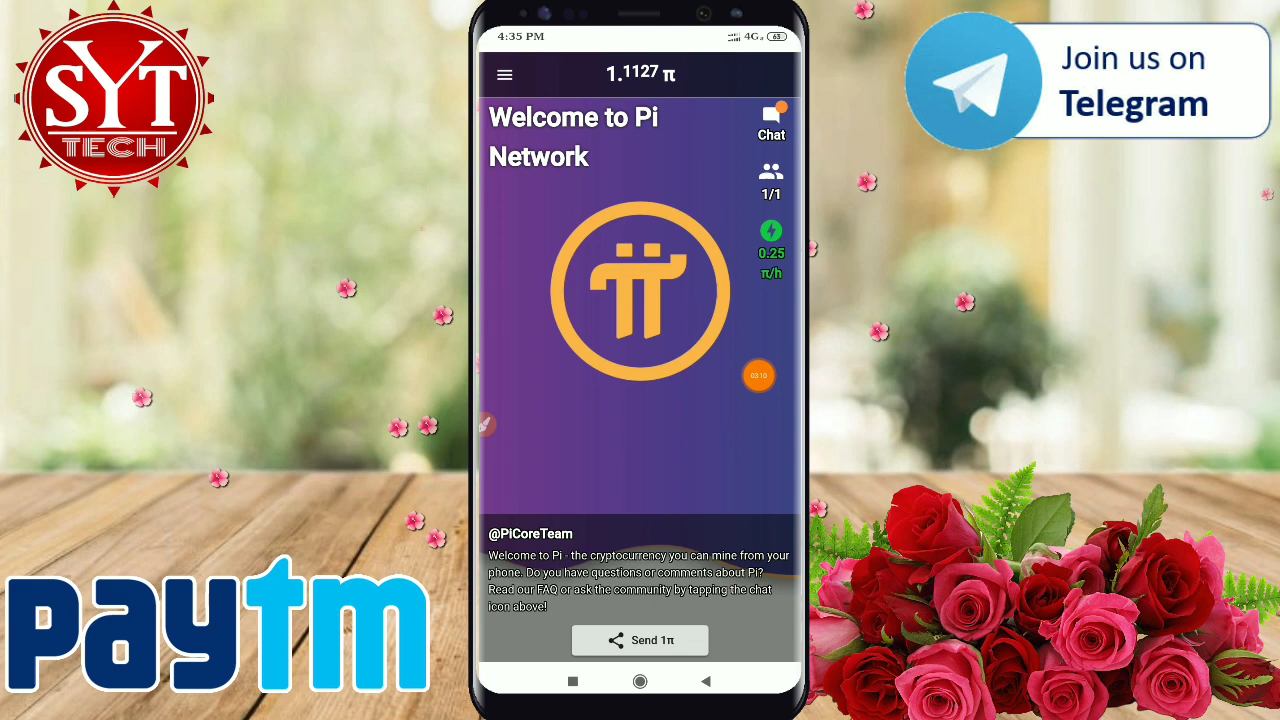 SYT
TECH
4:35 PM
4G
63
1.1127 π
Welcome to Pi
Network
Chat
1/1
0.25
π/h
03:10
@PiCoreTeam
Welcome to Pi - the cryptocurrency you can mine from your
phone. Do you have questions or comments about Pi?
Read our FAQ or ask the community by tapping the chat
icon above!
Send 1π
Join us on
Telegram
paytm